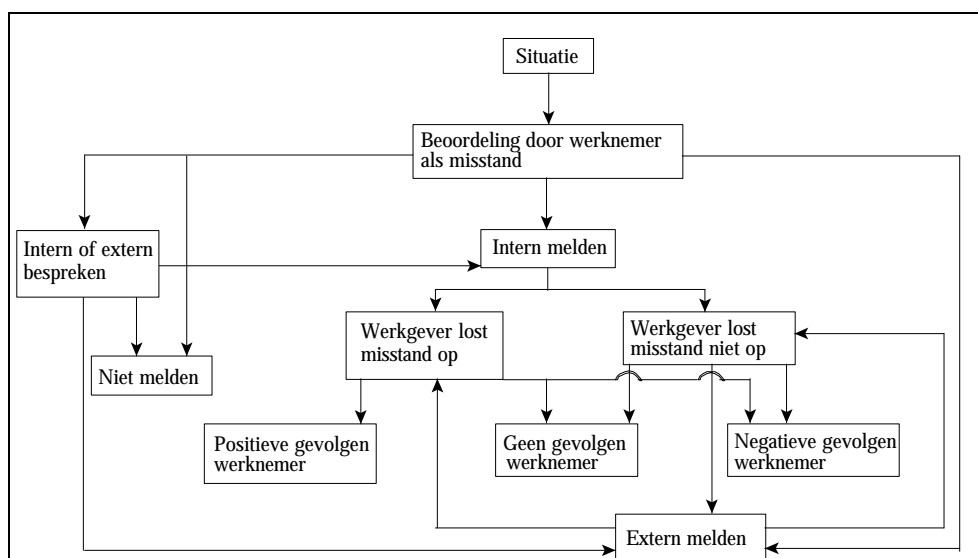 Situatie
Beoordeling door werknemer
als misstand
Intern of extern
bespreken
Intern melden
Werkgever lost
misstand op
Werkgever lost
misstand niet op
Niet melden
Positieve gevolgen
werknemer
Geen gevolgen
werknemer
Negatieve gevolgen
werknemer
Extern melden